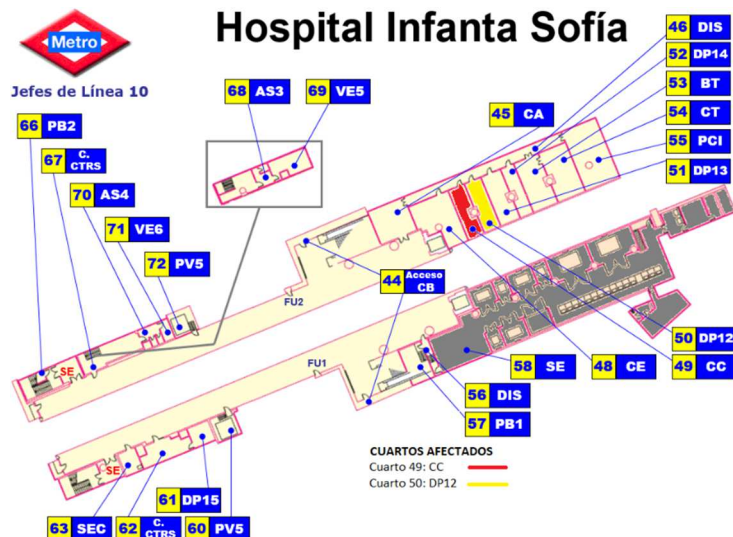 Hospital Infanta Sofía
Metro
Jefes de Línea 10
46 DIS
52 DP14
53 BT
54 CT
55 PCI
51 DP13
68 AS3
69 VE5
45 CA
66 PB2
67 C. CTRS
70 AS4
71 VE6
72 PV5
44 Acceso CB
FU2
FU1
SE
SE
50 DP12
49 CC
48 CE
58 SE
56 DIS
57 PB1
CUARTOS AFECTADOS
Cuarto 49: CC
Cuarto 50: DP12
61 DP15
63 SEC
62 C. CTRS
60 PV5